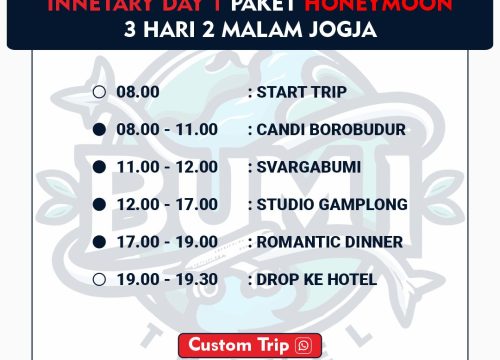 INNETARY DAY 1 PAKET HONEYMOON
3 HARI 2 MALAM JOGJA
08.00 : START TRIP
08.00 - 11.00 : CANDI BOROBUDUR
11.00 - 12.00 : SVARGABUMI
12.00 - 17.00 : STUDIO GAMPLONG
17.00 - 19.00 : ROMANTIC DINNER
19.00 - 19.30 : DROP KE HOTEL
BUMI
Custom Trip